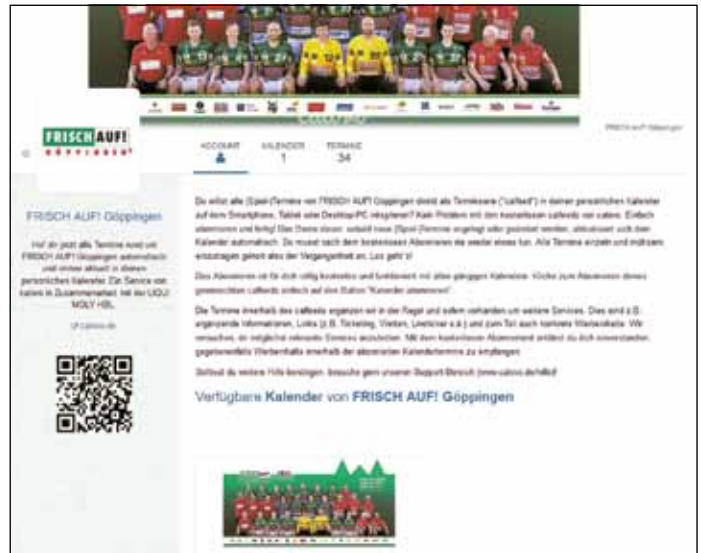 FRISCH AUF!
GÖPPINGEN
FRISCH AUF! Göppingen
ACCOUNT
KALENDER
1
TERMINE
34
FRISCH AUF! Göppingen
Hol dir jetzt alle Termine rund um
FRISCH AUF! Göppingen automatisch
und immer aktuell in deinen
persönlichen Kalender. Ein Service von
in Zusammenarbeit mit der LIQUI
MOLY HBL.
Du willst alle (Spiel-)Termine von FRISCH AUF! Göppingen direkt als Terminserie ("calfeed") in deinen persönlichen Kalender
auf dem Smartphone, Tablet oder Desktop-PC integrieren? Kein Problem mit den kostenlosen calfeeds von Einfach
abonnieren und fertig! Das Beste daran: sobald neue (Spiel-)Termine angelegt oder geändert werden, aktualisiert sich dein
Kalender automatisch. Du musst nach dem kostenlosen Abonnieren nie wieder etwas tun. Alle Termine einzeln und mühsam
einzutragen gehört also der Vergangenheit an. Los geht's!
Das Abonnieren ist für dich völlig kostenlos und funktioniert mit allen gängigen Kalendern. Klicke zum Abonnieren deines
gewünschten calfeeds einfach auf den Button "Kalender abonnieren".
Die Termine innerhalb des calfeeds ergänzen wir in der Regel und sofern vorhanden um weitere Services. Dies sind z.B.
ergänzende Informationen, Links (z.B. Ticketing, Wetten, Liveticker o.ä.) und zum Teil auch konkrete Werbeinhalte. Wir
versuchen, dir möglichst relevante Services anzubieten. Mit dem kostenlosen Abonnement erklärst du dich einverstanden,
gegebenenfalls Werbeinhalte innerhalb der abonnierten Kalendertermine zu empfangen.
Solltest du weitere Hilfe benötigen, besuche gern unseren Support-Bereich
Verfügbare Kalender von FRISCH AUF! Göppingen